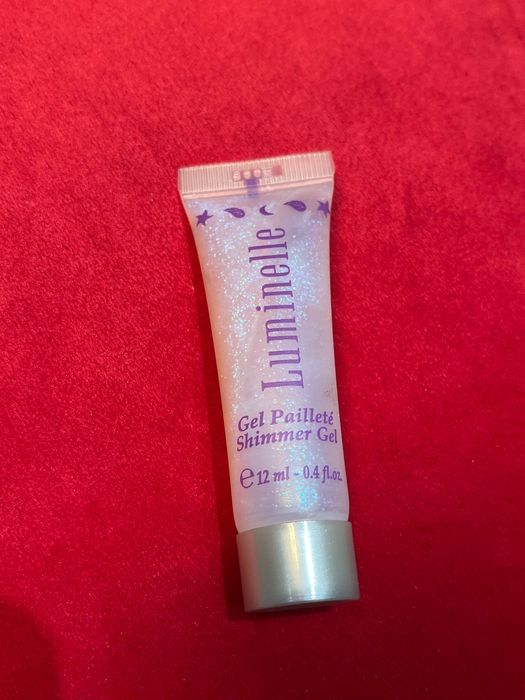 Luminelle
Gel Pailleté
Shimmer Gel
℮ 12 ml - 0.4 fl.oz.